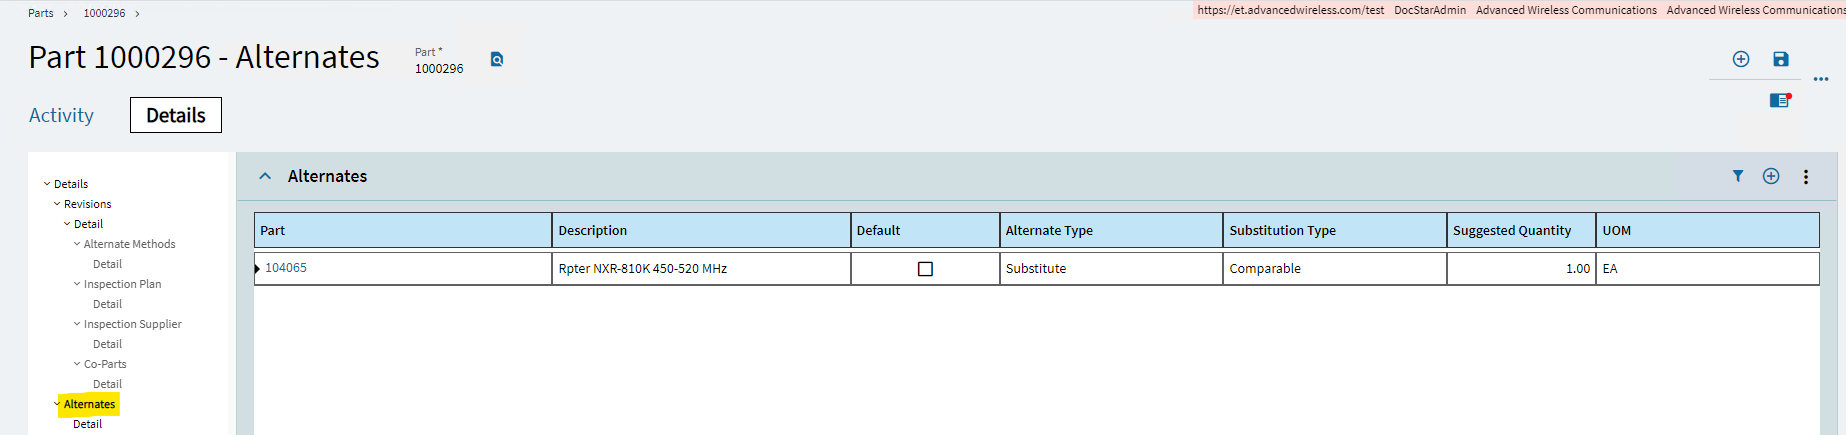 Parts > 1000296 >
https://et.advancedwireless.com/test DocStarAdmin Advanced Wireless Communications Advanced Wireless Communications
Part 1000296 - Alternates
Part *
1000296
Activity
Details
Details
Revisions
Detail
Alternate Methods
Detail
Inspection Plan
Detail
Inspection Supplier
Detail
Co-Parts
Detail
Alternates
Detail
Alternates
Part Description Default Alternate Type Substitution Type Suggested Quantity UOM
104065 Rpter NXR-810K 450-520 MHz Substitute Comparable 1.00 EA